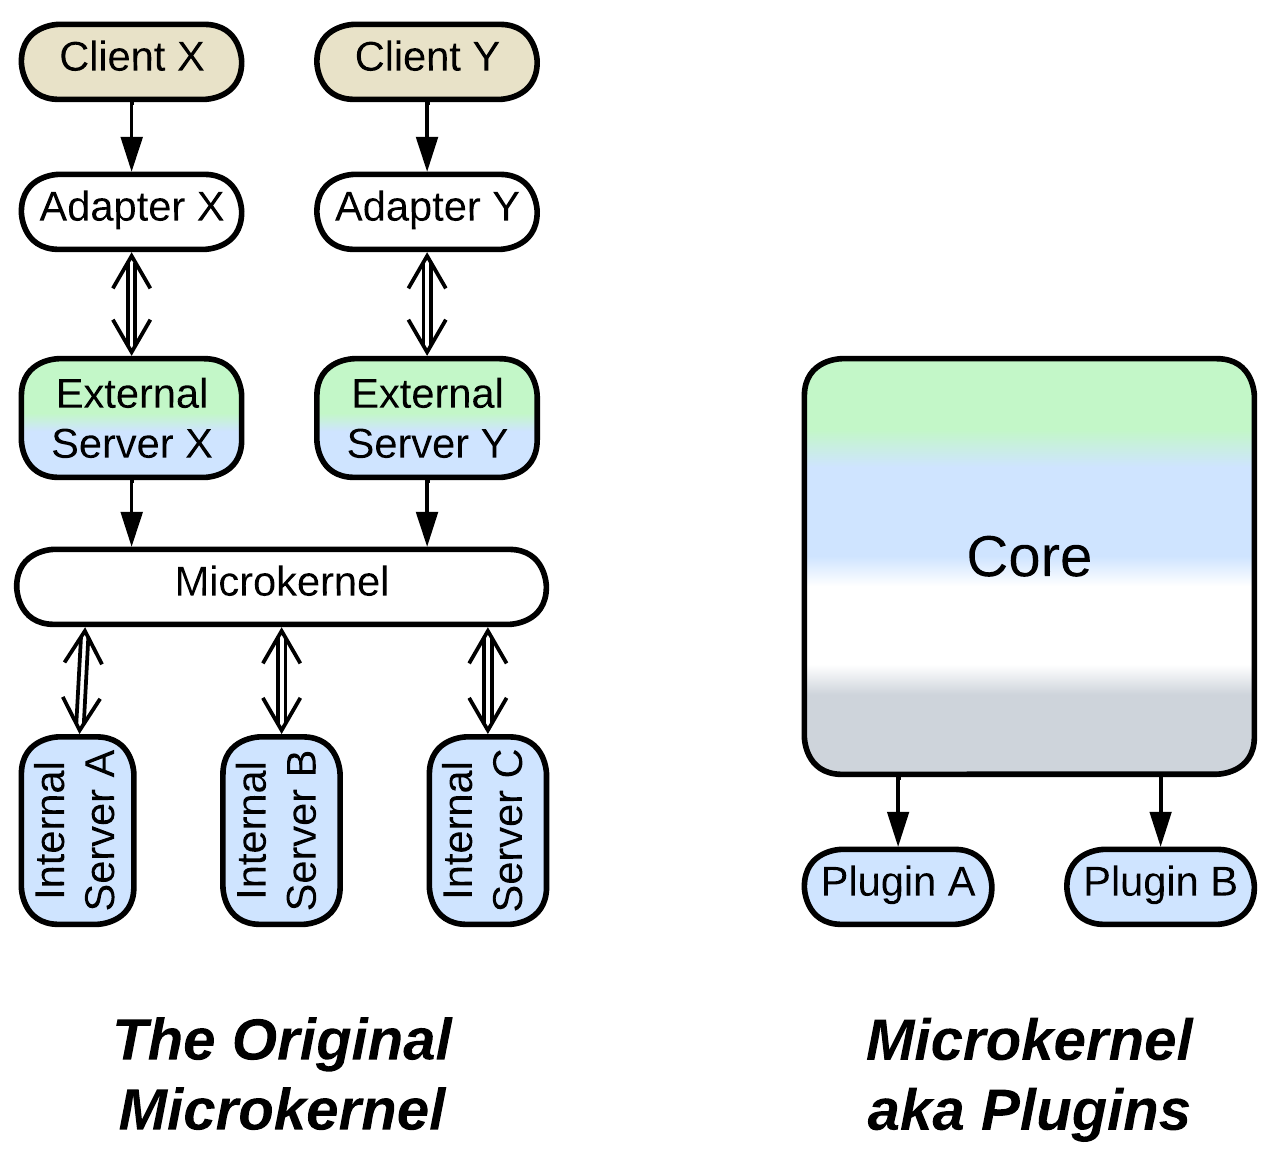 Client X
Client Y
Adapter X
Adapter Y
External
Server X
External
Server Y
Microkernel
Internal
Server A
Internal
Server B
Internal
Server C
Core
Plugin A
Plugin B
The Original
Microkernel
Microkernel
aka Plugins